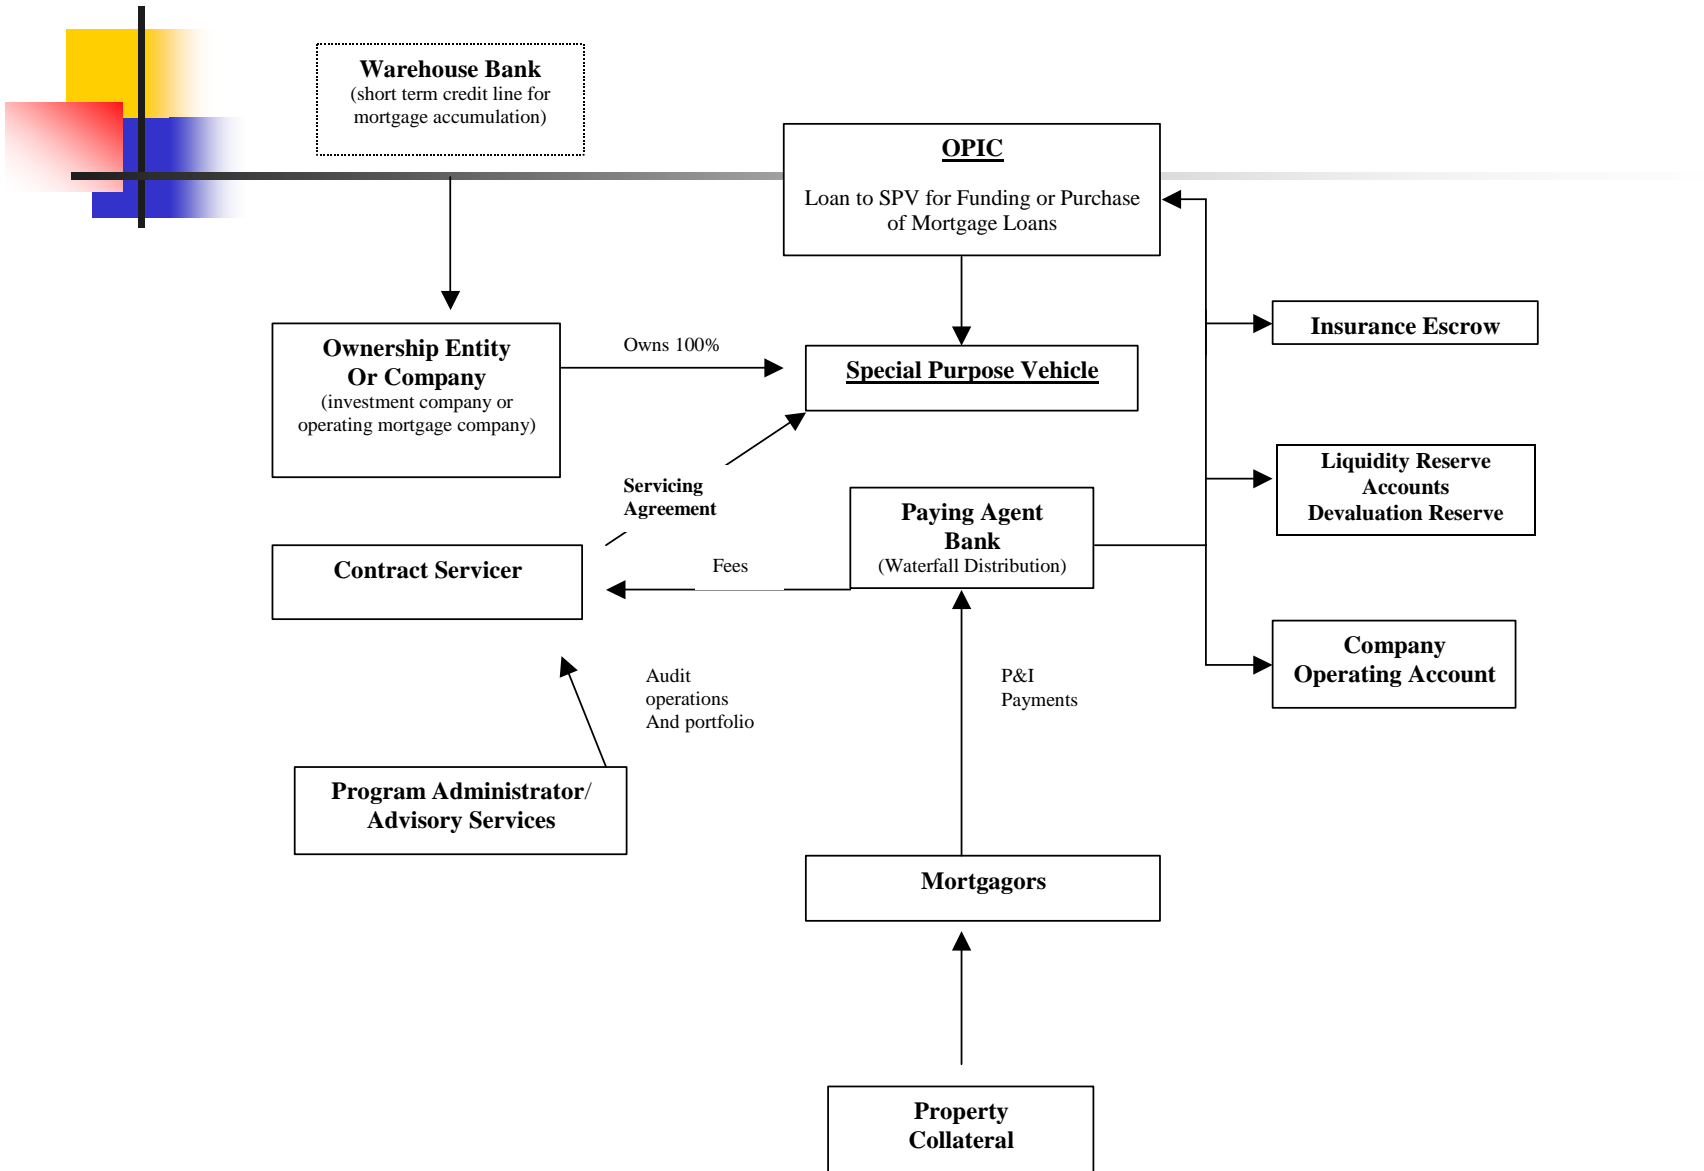 Warehouse Bank
(short term credit line for
mortgage accumulation)
OPIC
Loan to SPV for Funding or Purchase
of Mortgage Loans
Insurance Escrow
Ownership Entity
Or Company
(investment company or
operating mortgage company)
Owns 100%
Special Purpose Vehicle
Liquidity Reserve
Accounts
Devaluation Reserve
Servicing
Agreement
Paying Agent
Bank
(Waterfall Distribution)
Contract Servicer
Fees
Company
Operating Account
Audit
operations
And portfolio
P&I
Payments
Program Administrator/
Advisory Services
Mortgagors
Property
Collateral